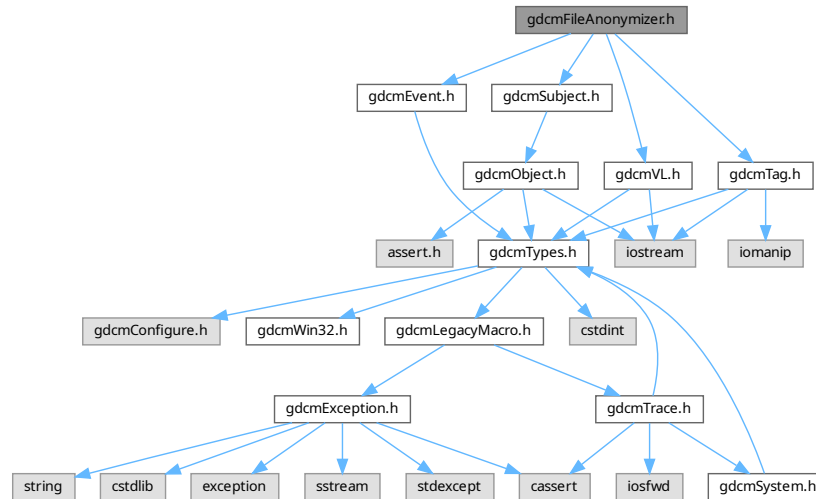 gdcmFileAnonymizer.h
gdcmEvent.h
gdcmSubject.h
gdcmObject.h
gdcmVL.h
gdcmTag.h
assert.h
gdcmTypes.h
iostream
iomanip
gdcmConfigure.h
gdcmWin32.h
gdcmLegacyMacro.h
cstdint
gdcmException.h
gdcmTrace.h
string
cstdlib
exception
sstream
stdexcept
cassert
iosfwd
gdcmSystem.h